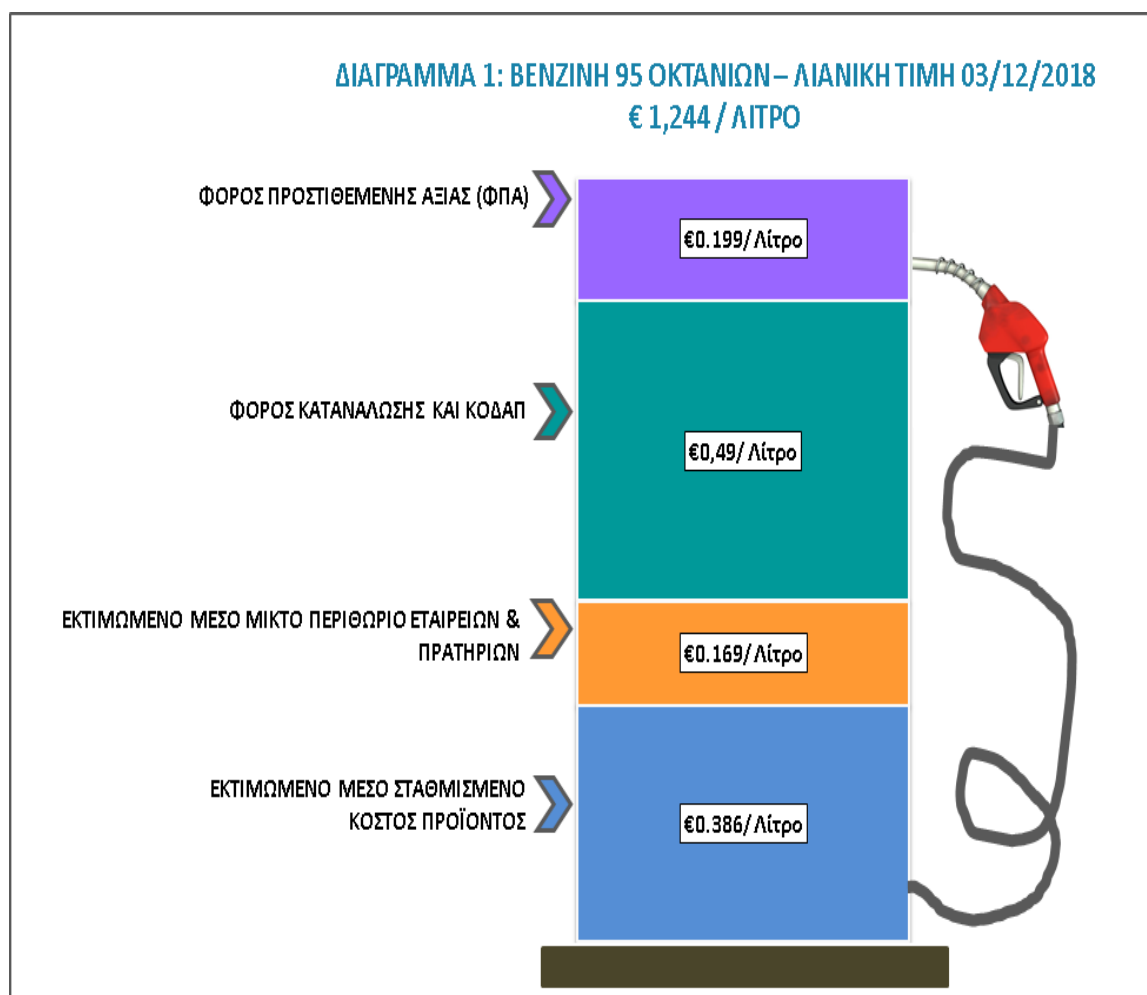 ΔΙΑΓΡΑΜΜΑ 1: ΒΕΝΖΙΝΗ 95 ΟΚΤΑΝΙΩΝ – ΛΙΑΝΙΚΗ ΤΙΜΗ 03/12/2018
€ 1,244 / ΛΙΤΡΟ
ΦΟΡΟΣ ΠΡΟΣΤΙΘΕΜΕΝΗΣ ΑΞΙΑΣ (ΦΠΑ)
€0.199/ Λίτρο
ΦΟΡΟΣ ΚΑΤΑΝΑΛΩΣΗΣ ΚΑΙ ΚΟΔΑΠ
€0,49/ Λίτρο
ΕΚΤΙΜΩΜΕΝΟ ΜΕΣΟ ΜΙΚΤΟ ΠΕΡΙΘΩΡΙΟ ΕΤΑΙΡΕΙΩΝ &
ΠΡΑΤΗΡΙΩΝ
€0.169/ Λίτρο
ΕΚΤΙΜΩΜΕΝΟ ΜΕΣΟ ΣΤΑΘΜΙΣΜΕΝΟ
ΚΟΣΤΟΣ ΠΡΟΪΟΝΤΟΣ
€0.386/ Λίτρο